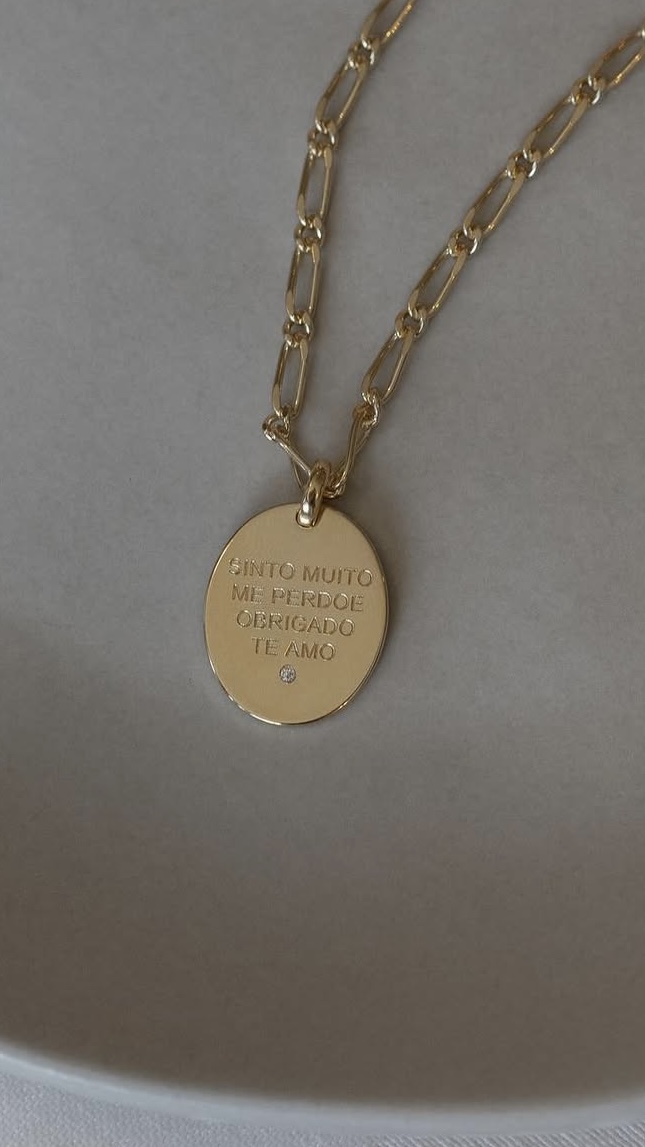 SINTO MUITO
ME PERDOE
OBRIGADO
TE AMO